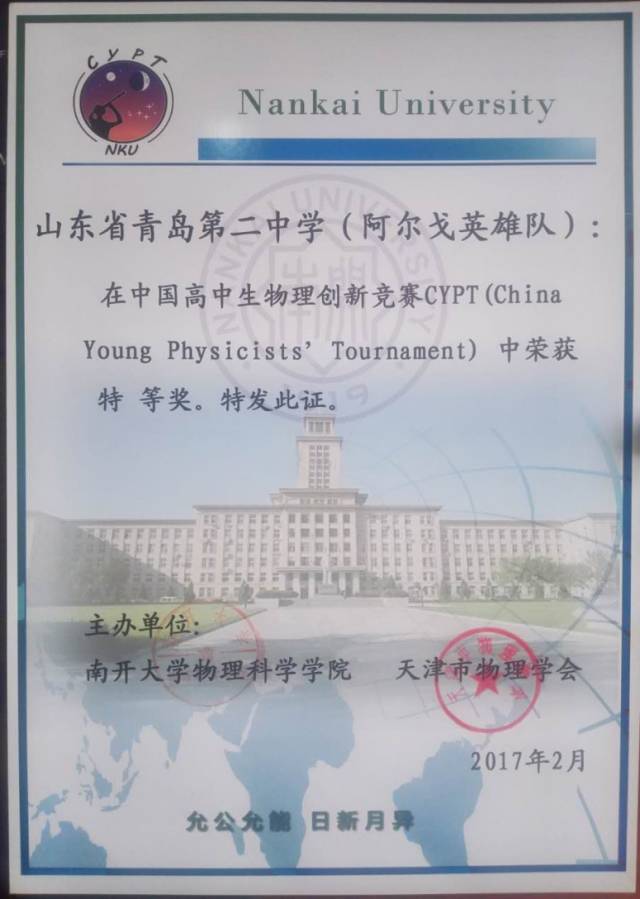 CYPT
NKU
Nankai University
山东省青岛第二中学（阿尔戈英雄队）：
在中国高中生物理创新竞赛CYPT(China
Young Physicists' Tournament) 中荣获
特 等奖。特发此证。
NANKAI UNIVERSITY
1919
主办单位:
南开大学物理科学学院 天津市物理学会
2017年2月
允公允能 日新月异